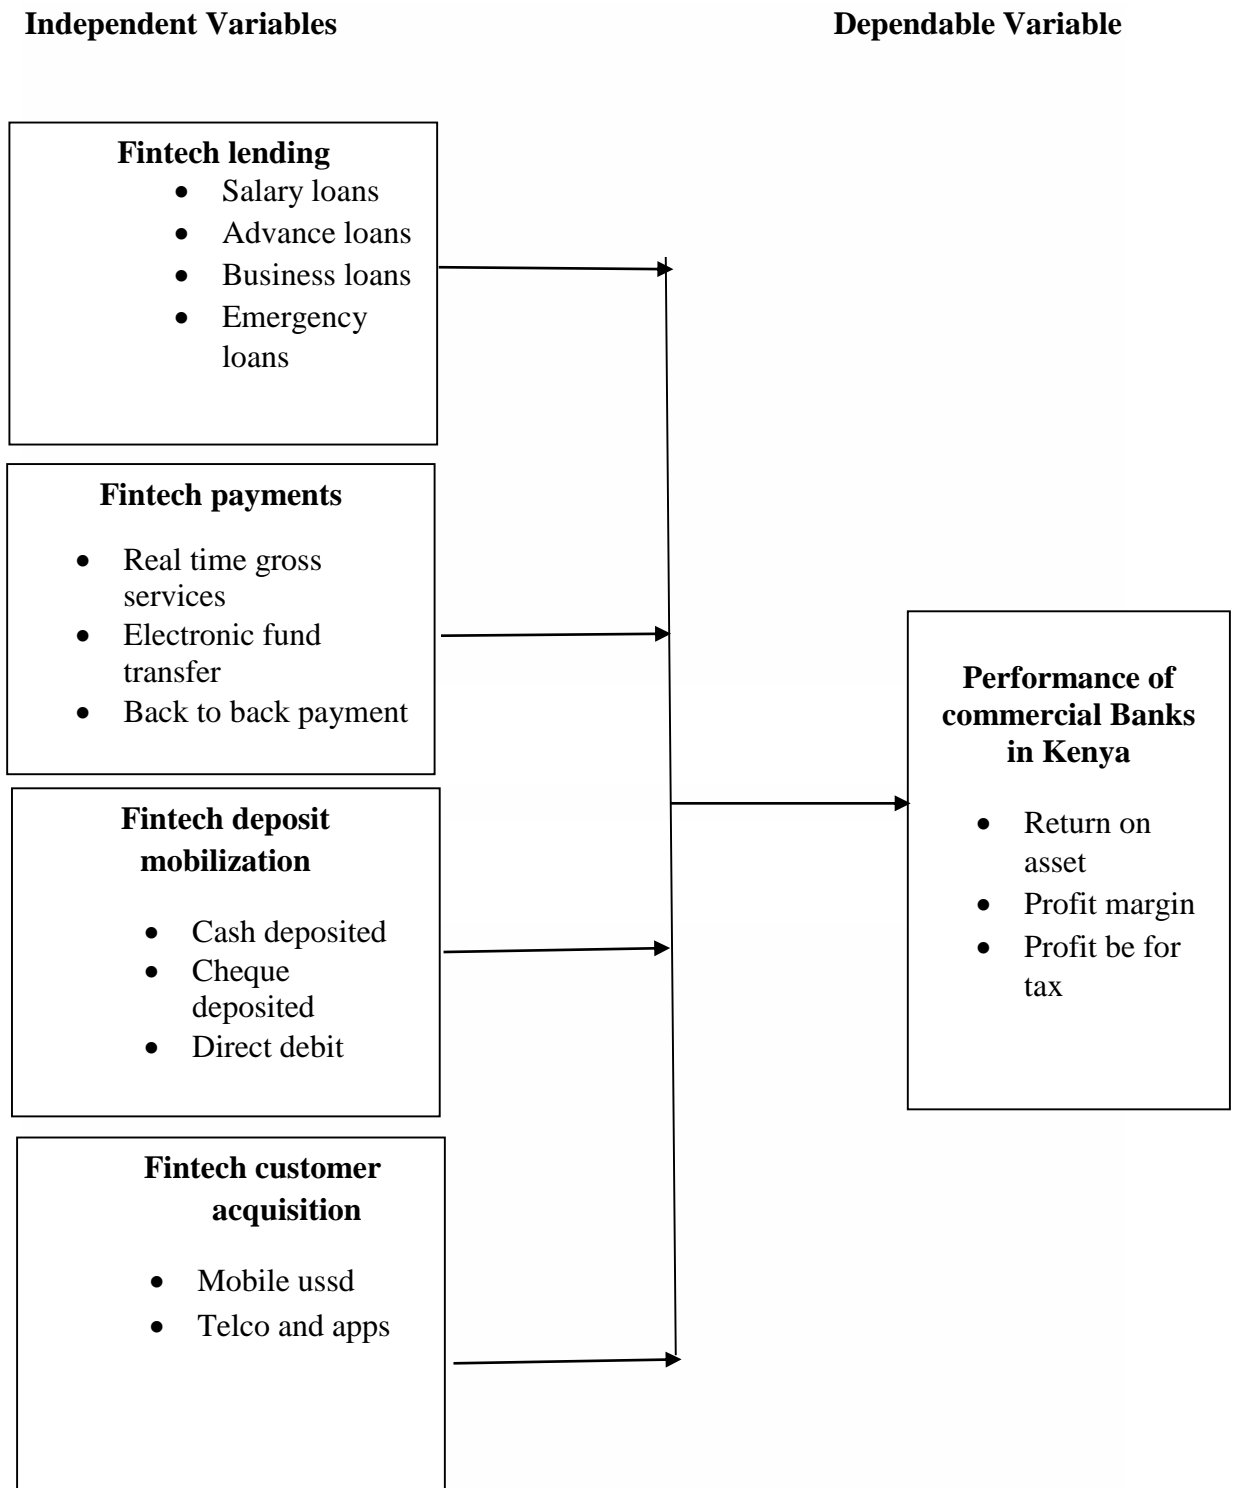 Independent Variables
Dependable Variable
Fintech lending
• Salary loans
• Advance loans
• Business loans
• Emergency
loans
Fintech payments
• Real time gross
services
• Electronic fund
transfer
• Back to back payment
Fintech deposit
mobilization
• Cash deposited
• Cheque
deposited
• Direct debit
Fintech customer
acquisition
• Mobile ussd
• Telco and apps
Performance of
commercial Banks
in Kenya
• Return on
asset
• Profit margin
• Profit be for
tax